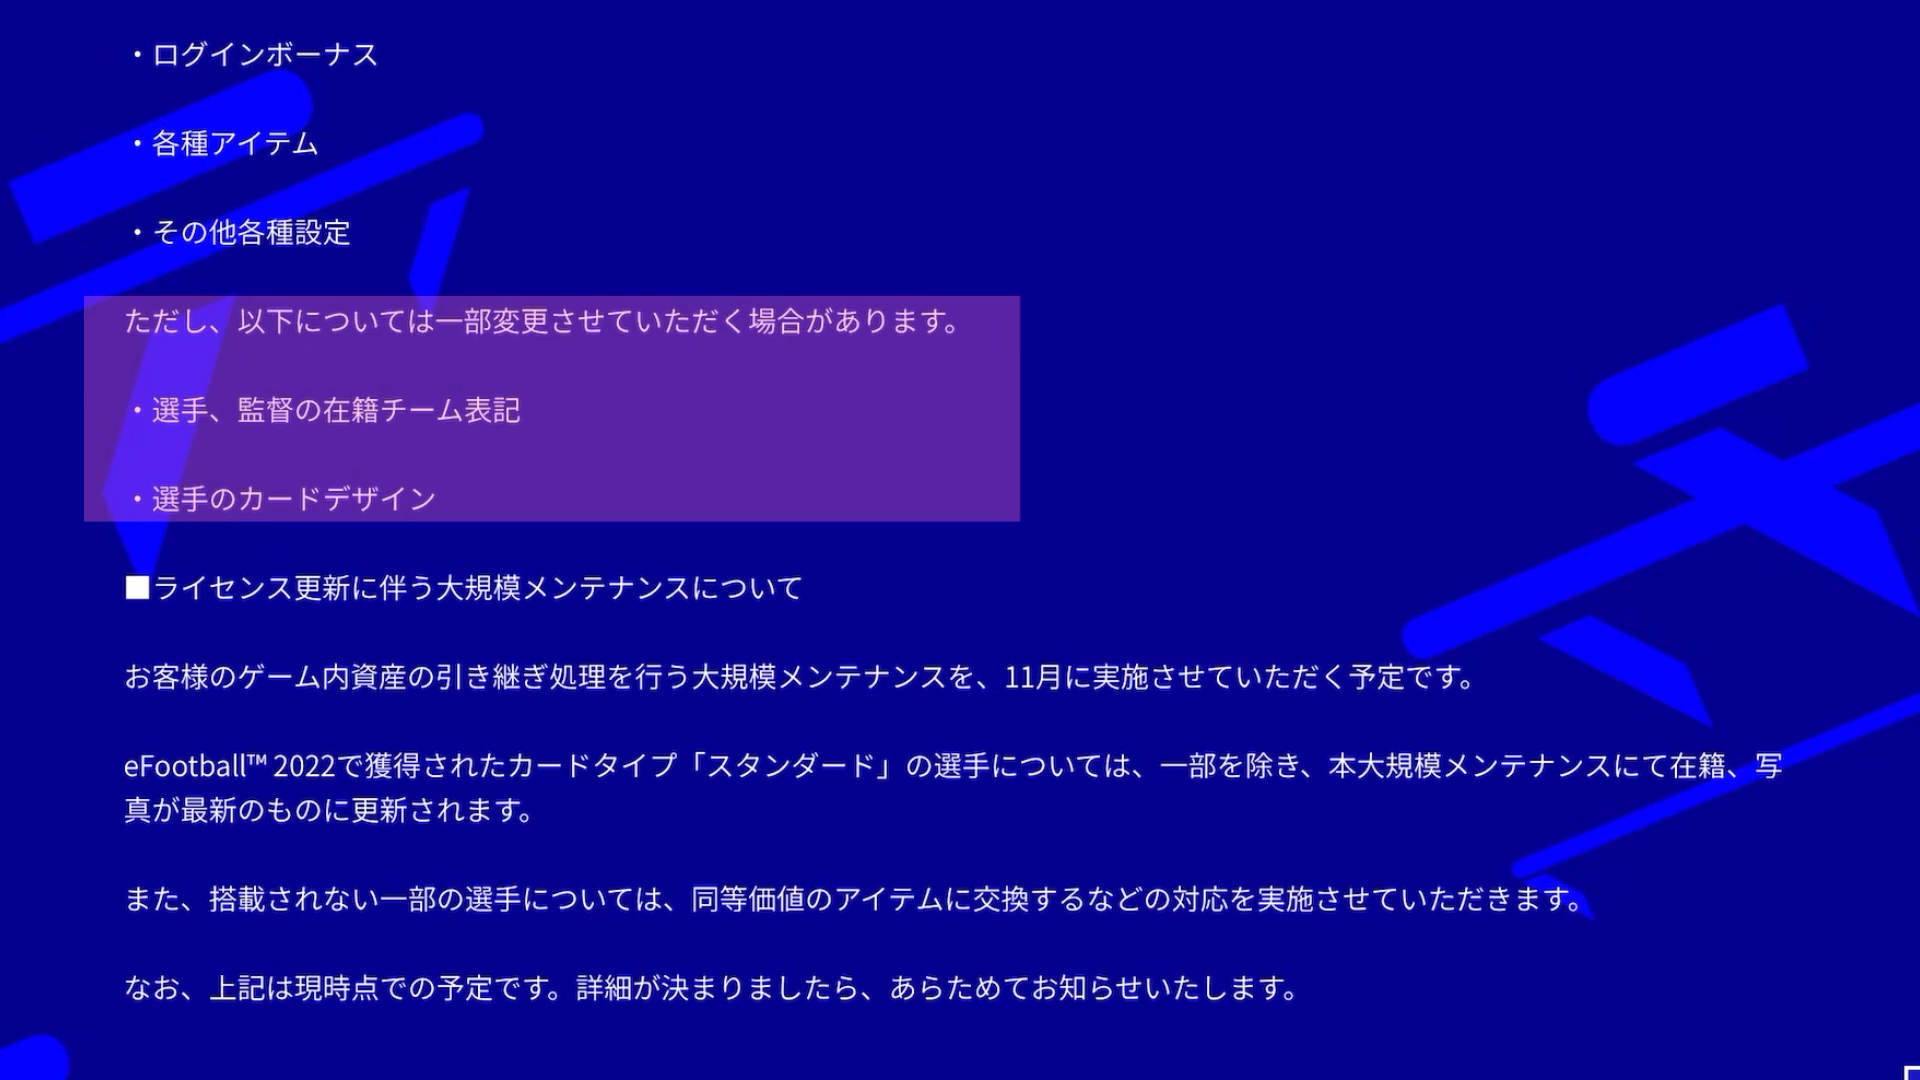 ・ログインボーナス
・各種アイテム
・その他各種設定
ただし、以下については一部変更させていただく場合があります。
・選手、監督の在籍チーム表記
・選手のカードデザイン
■ライセンス更新に伴う大規模メンテナンスについて
お客様のゲーム内資産の引き継ぎ処理を行う大規模メンテナンスを、11月に実施させていただく予定です。
eFootball™ 2022で獲得されたカードタイプ「スタンダード」の選手については、一部を除き、本大規模メンテナンスにて在籍、写
真が最新のものに更新されます。
また、搭載されない一部の選手については、同等価値のアイテムに交換するなどの対応を実施させていただきます。
なお、上記は現時点での予定です。詳細が決まりましたら、あらためてお知らせいたします。